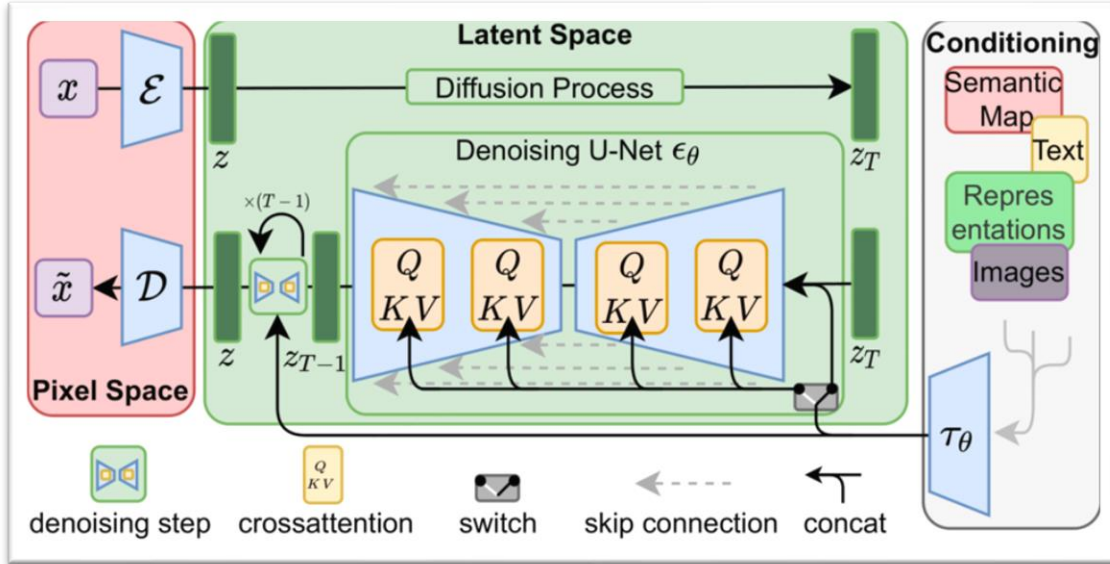 Latent Space
Conditioning
x
ℰ
Diffusion Process
z
z_T
Semantic
Map
Text
Repres
entations
Images
Denoising U-Net ϵ_θ
×(T−1)
Q
KV
Q
KV
Q
KV
Q
KV
x̃
𝒟
z
z_{T−1}
z_T
Pixel Space
τ_θ
Q
KV
denoising step
crossattention
switch
skip connection
concat